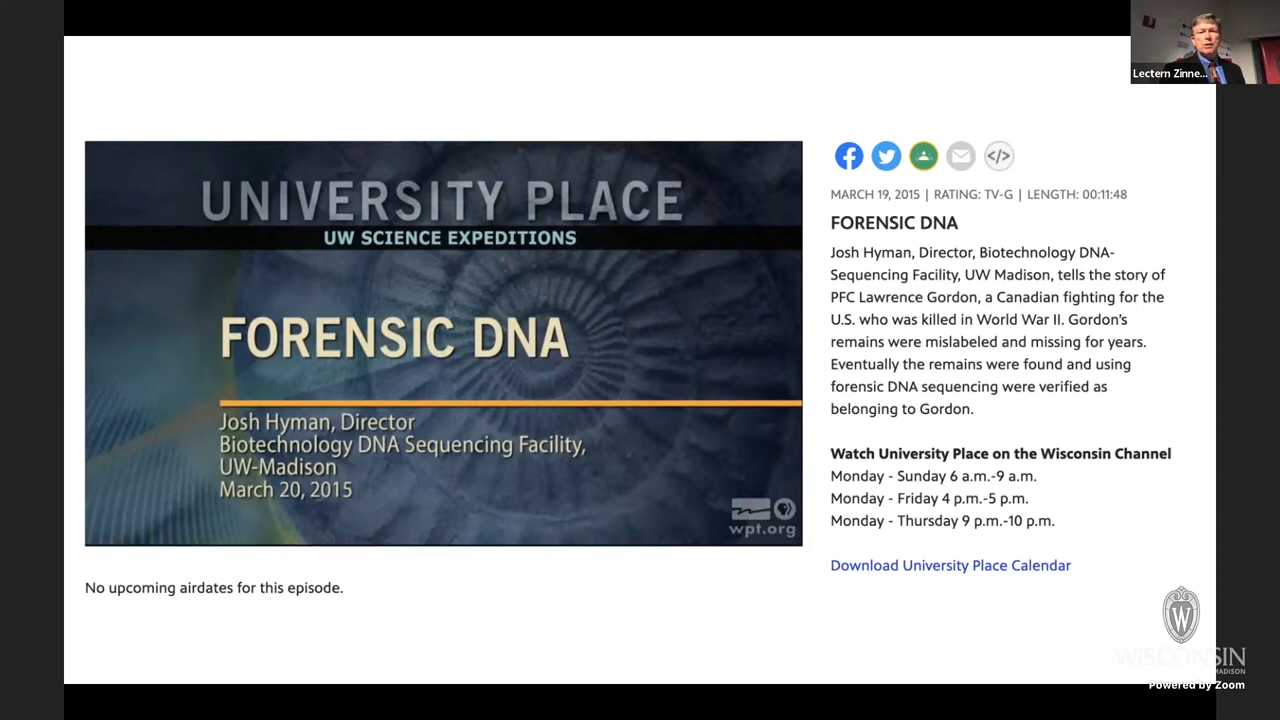 Lectern Zinne...
UNIVERSITY PLACE
UW SCIENCE EXPEDITIONS
FORENSIC DNA
Josh Hyman, Director
Biotechnology DNA Sequencing Facility,
UW-Madison
March 20, 2015
wpt.org
No upcoming airdates for this episode.
MARCH 19, 2015 | RATING: TV-G | LENGTH: 00:11:48
FORENSIC DNA
Josh Hyman, Director, Biotechnology DNA-
Sequencing Facility, UW Madison, tells the story of
PFC Lawrence Gordon, a Canadian fighting for the
U.S. who was killed in World War II. Gordon's
remains were mislabeled and missing for years.
Eventually the remains were found and using
forensic DNA sequencing were verified as
belonging to Gordon.
Watch University Place on the Wisconsin Channel
Monday - Sunday 6 a.m.-9 a.m.
Monday - Friday 4 p.m.-5 p.m.
Monday - Thursday 9 p.m.-10 p.m.
Download University Place Calendar
W
WISCONSIN
MADISON
Powered by Zoom